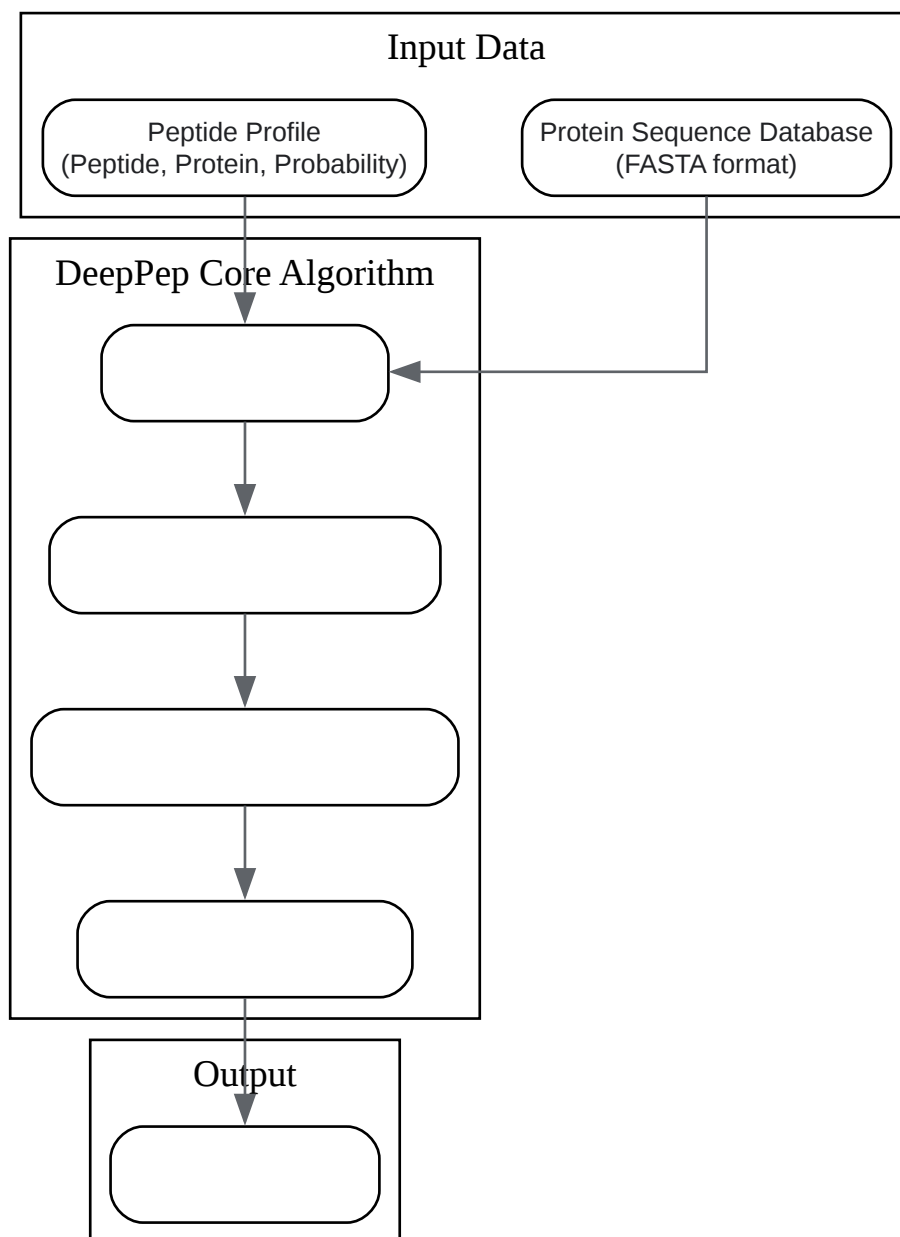 Input Data
Peptide Profile
(Peptide, Protein, Probability)
Protein Sequence Database
(FASTA format)
DeepPep Core Algorithm
Output